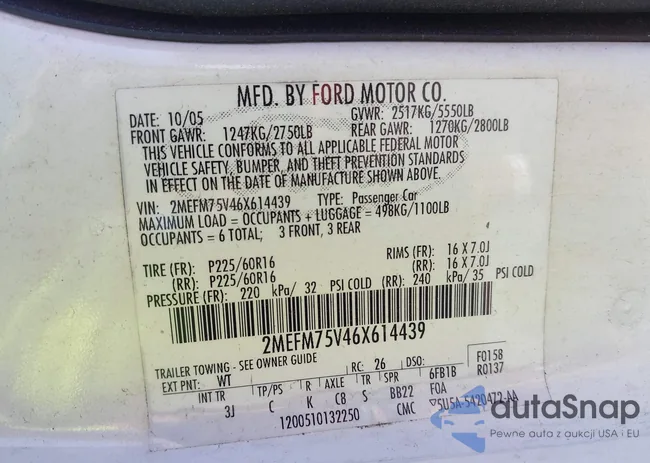 MFD. BY FORD MOTOR CO.
DATE: 10/05 GVWR: 2517KG/5550LB
FRONT GAWR: 1247KG/2750LB REAR GAWR: 1270KG/2800LB
THIS VEHICLE CONFORMS TO ALL APPLICABLE FEDERAL MOTOR
VEHICLE SAFETY, BUMPER, AND THEFT PREVENTION STANDARDS
IN EFFECT ON THE DATE OF MANUFACTURE SHOWN ABOVE.
VIN: 2MEFM75V46X614439 TYPE: Passenger Car
MAXIMUM LOAD = OCCUPANTS + LUGGAGE = 498KG/1100LB
OCCUPANTS = 6 TOTAL; 3 FRONT, 3 REAR
TIRE (FR): P225/60R16 RIMS (FR): 16 X 7.0J
(RR): P225/60R16 (RR): 16 X 7.0J
PRESSURE (FR): 220 kPa/ 32 PSI COLD (RR): 240 kPa/ 35 PSI COLD
2MEFM75V46X614439
TRAILER TOWING - SEE OWNER GUIDE
EXT PNT: WT RC: 26 DSO: F0158
INT TR TP/PS R AXLE TR S 6FB1B R0137
3J C K C8 S BB22 FOA
1200510132250 CMC ▽SU5A-5420472-AA
autaSnap
Pewne auta z aukcji USA i EU